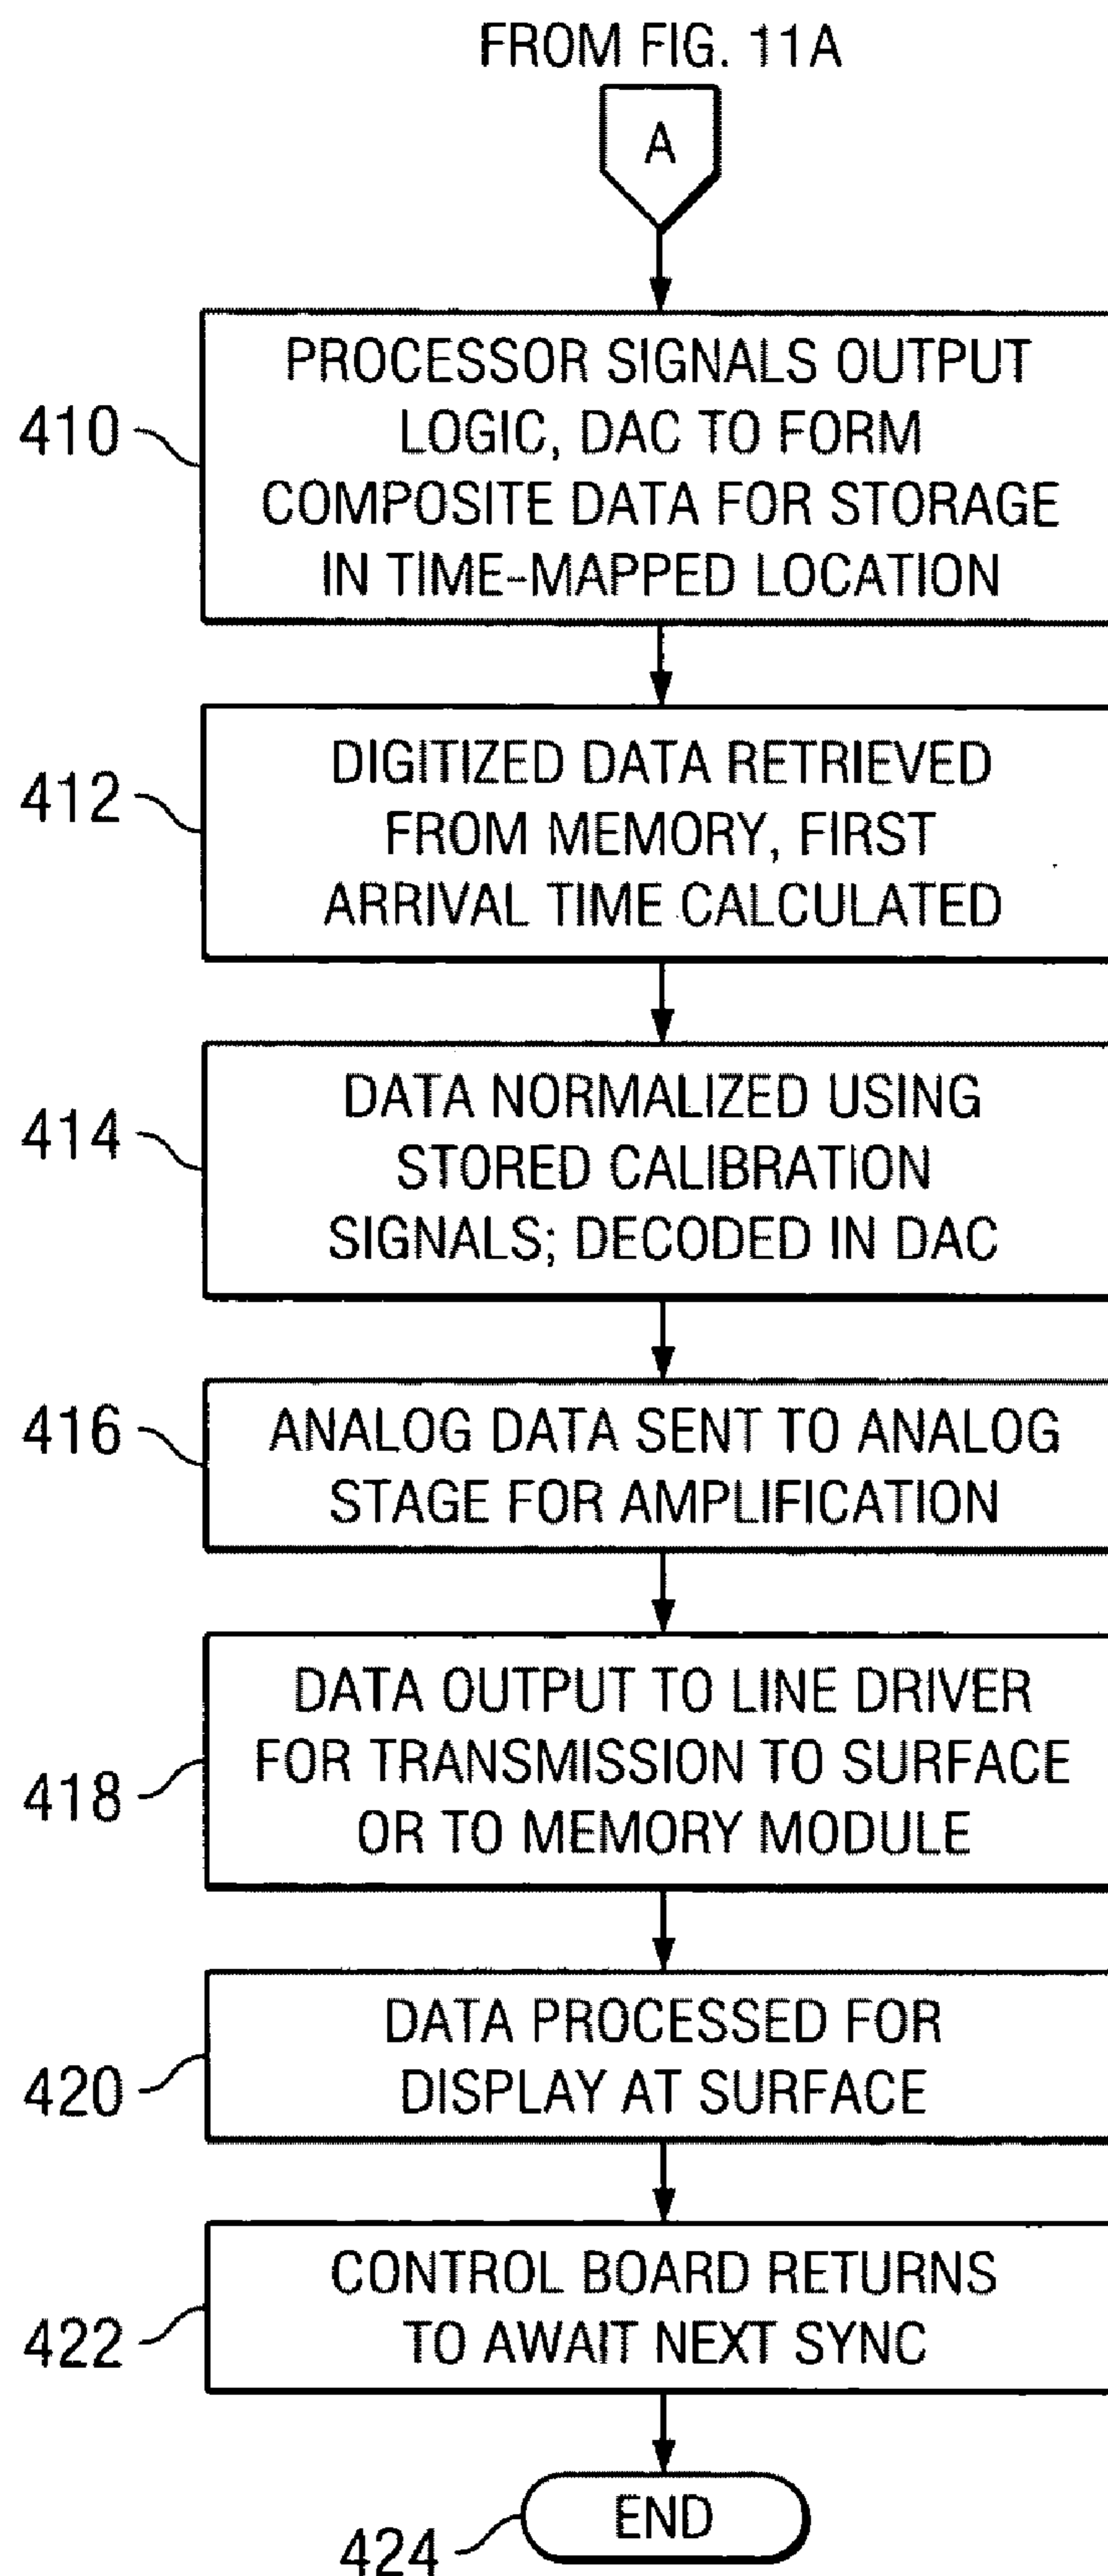 FROM FIG. 11A
A
PROCESSOR SIGNALS OUTPUT
LOGIC, DAC TO FORM
COMPOSITE DATA FOR STORAGE
IN TIME-MAPPED LOCATION
410
DIGITIZED DATA RETRIEVED
FROM MEMORY, FIRST
ARRIVAL TIME CALCULATED
412
DATA NORMALIZED USING
STORED CALIBRATION
SIGNALS; DECODED IN DAC
414
ANALOG DATA SENT TO ANALOG
STAGE FOR AMPLIFICATION
416
DATA OUTPUT TO LINE DRIVER
FOR TRANSMISSION TO SURFACE
OR TO MEMORY MODULE
418
DATA PROCESSED FOR
DISPLAY AT SURFACE
420
CONTROL BOARD RETURNS
TO AWAIT NEXT SYNC
422
END
424